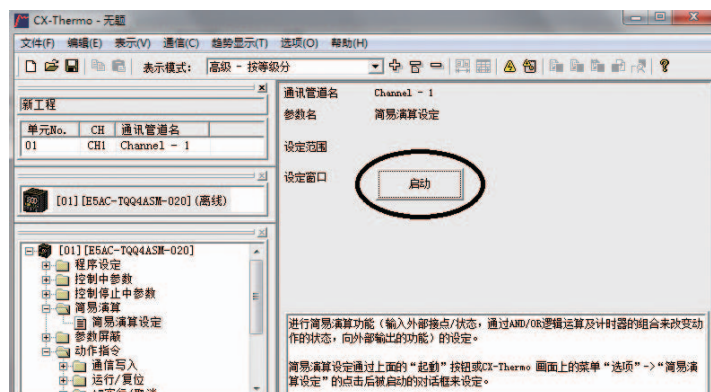 CX-Thermo - 无题
文件(F) 编辑(E) 表示(V) 通信(C) 趋势显示(T) 选项(O) 帮助(H)
表示模式: 高级 - 按等级分
新工程
单元No. CH 通讯管道名
01 CH1 Channel - 1
[01] [E5AC-TQQ4ASM-020] (离线)
[01] [E5AC-TQQ4ASM-020]
程序设定
控制中参数
控制停止中参数
简易演算
简易演算设定
参数屏蔽
动作指令
通信写入
运行/复位
通讯管道名 Channel - 1
参数名 简易演算设定
设定范围
设定窗口 启动
进行简易演算功能(输入外部接点/状态，通过AND/OR逻辑运算及计时器的组合来改变动
作的状态，向外部输出的功能)的设定。
简易演算设定通过上面的“起動”按钮或CX-Thermo 画面上的菜单“选项”->“简易演
算设定”的点击后被启动的对话框来设定。